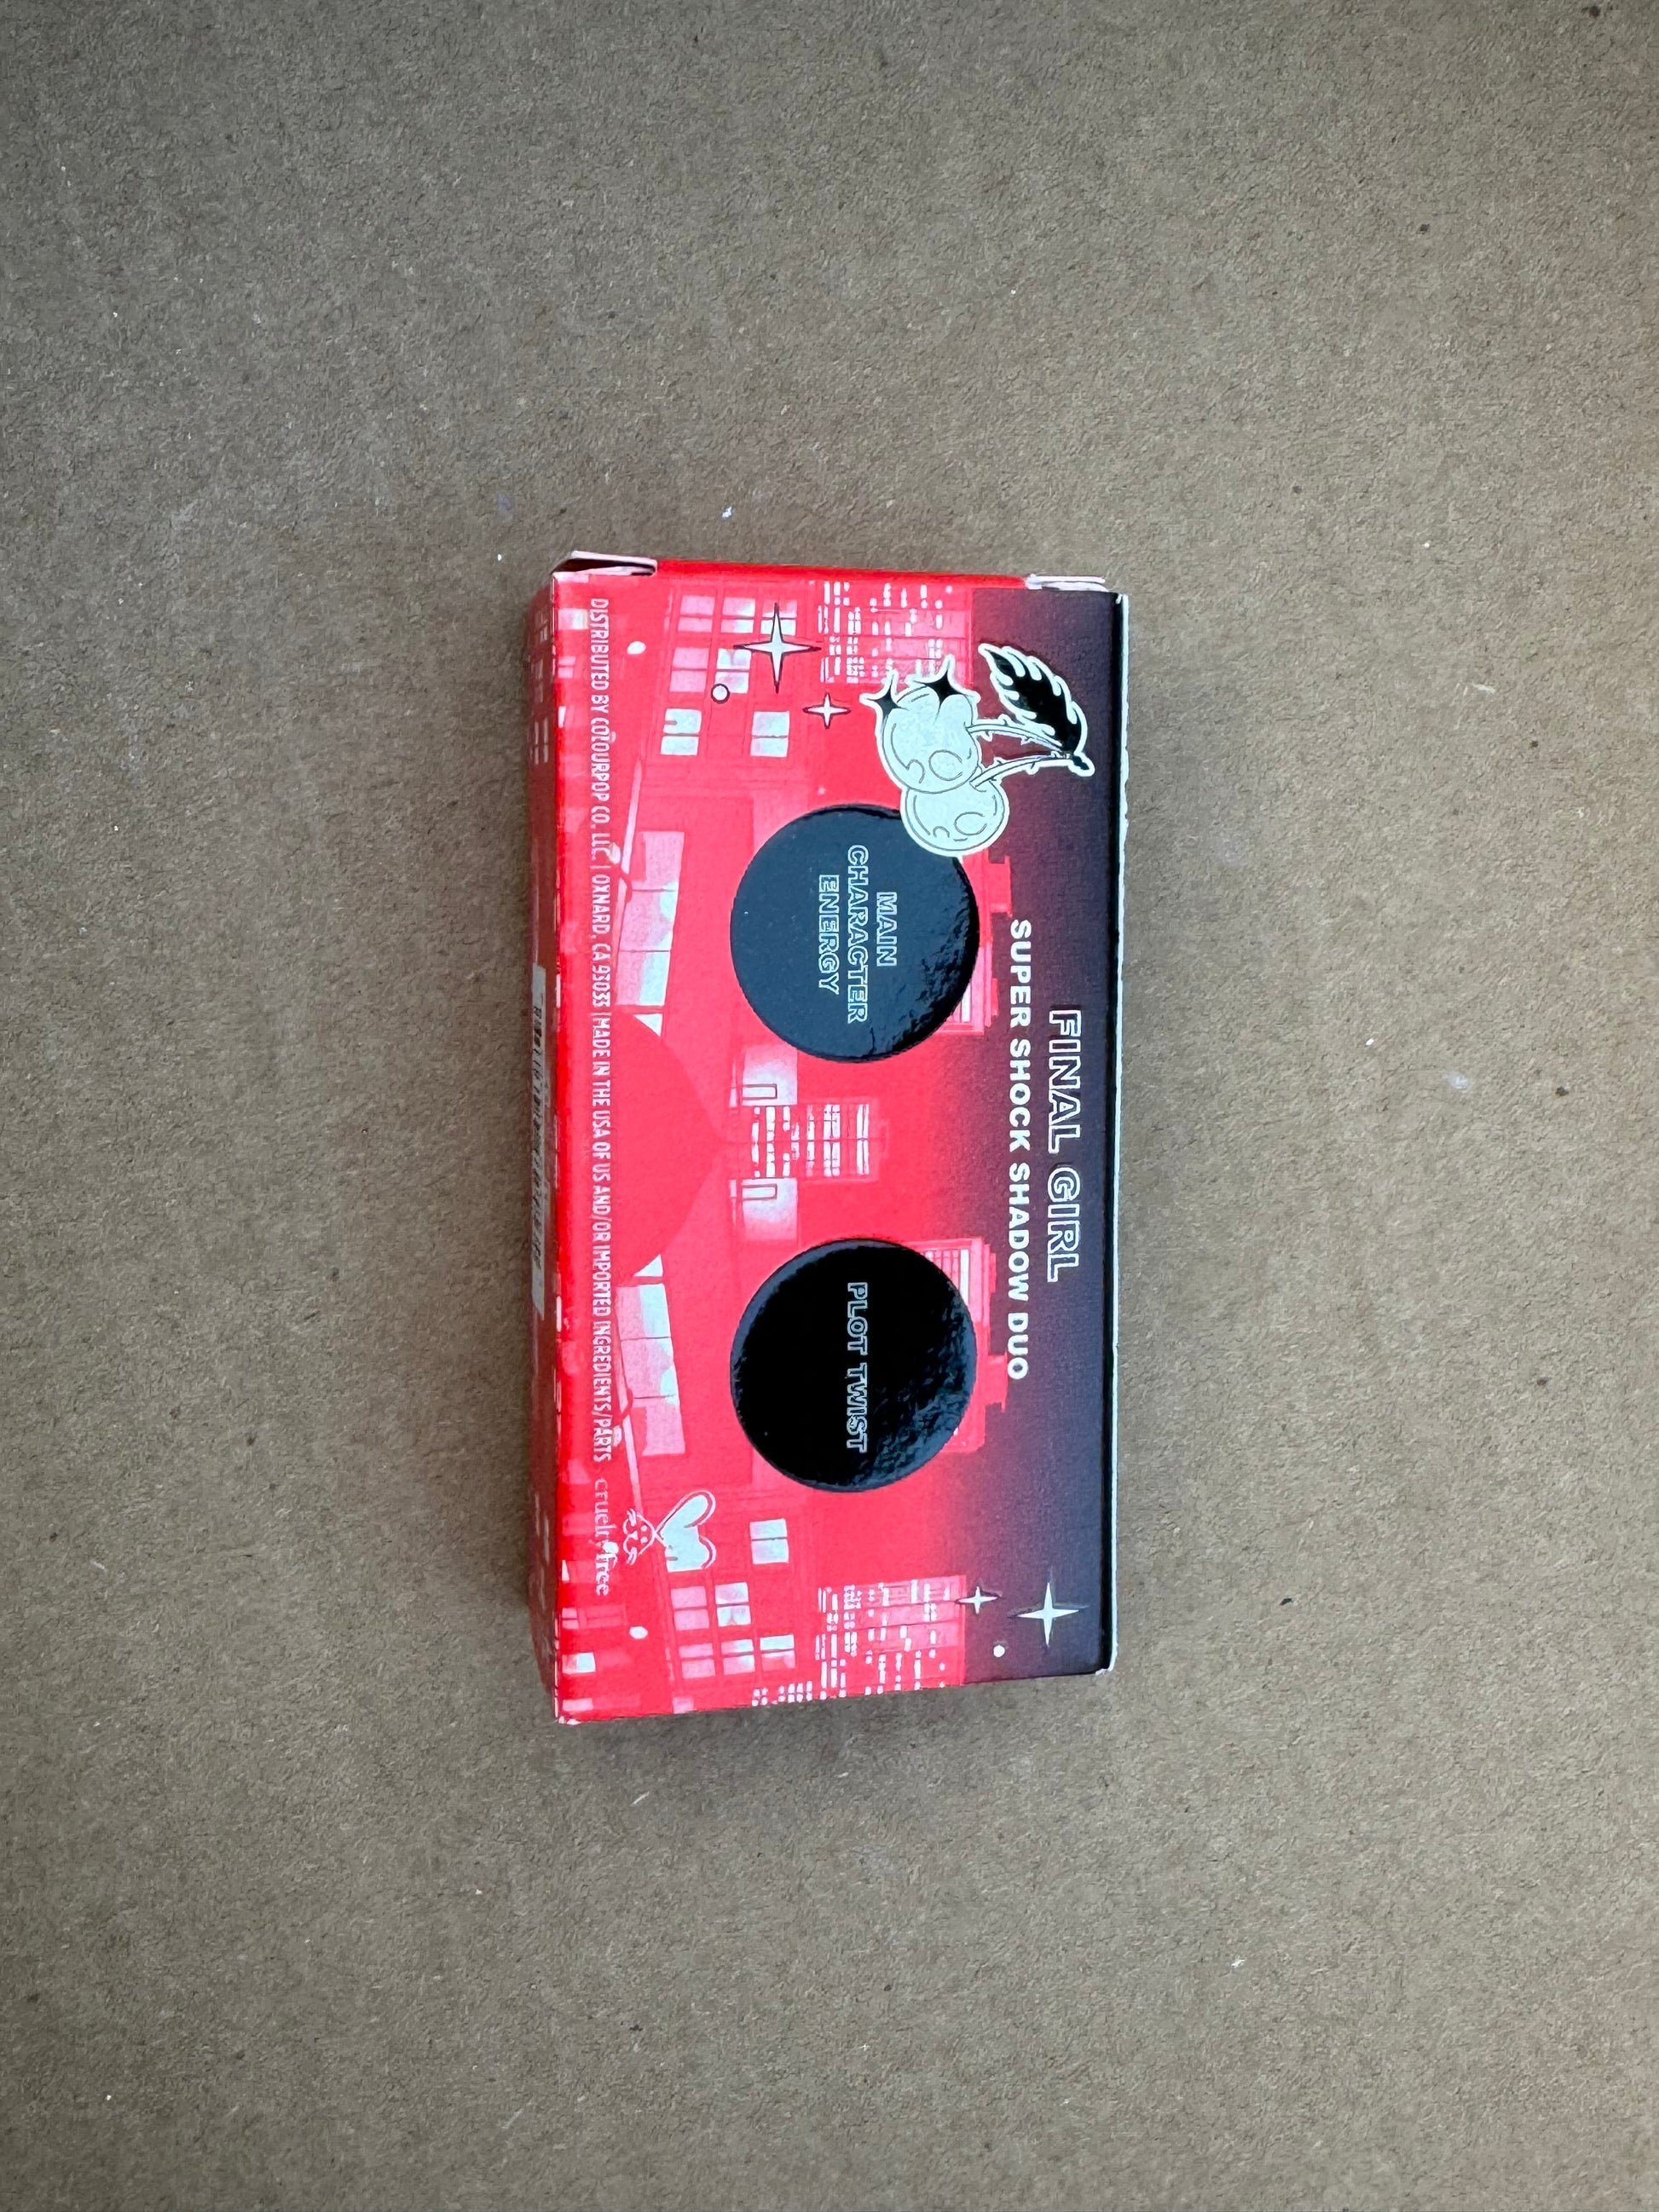 FINAL GIRL
SUPER SHOCK SHADOW DUO
MAIN
CHARACTER
ENERGY
PLOT TWIST
DISTRIBUTED BY COLOURPOP CO, LLC. | OXNARD, CA 93033 | MADE IN THE USA OF US AND/OR IMPORTED INGREDIENTS/PARTS
cruelty free